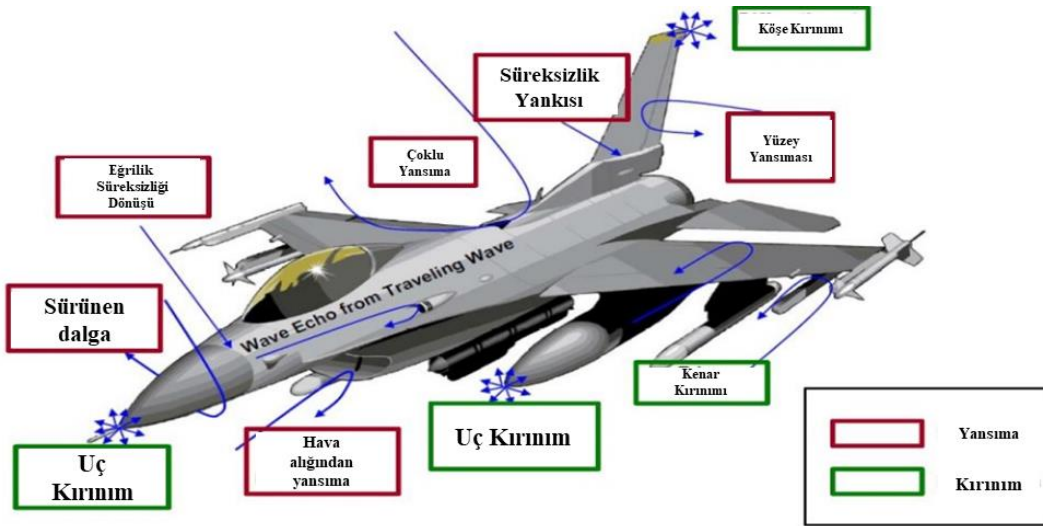 Köşe Kırınımı
Süreksizlik
Yankısı
Yüzey
Yansıması
Çoklu
Yansıma
Eğrilik
Süreksizliği
Dönüşü
Sürünen
dalga
Wave Echo from Traveling Wave
Kenar
Kırınımı
Uç
Kırınım
Hava
alığından
yansıma
Uç Kırınım
Yansıma
Kırınım